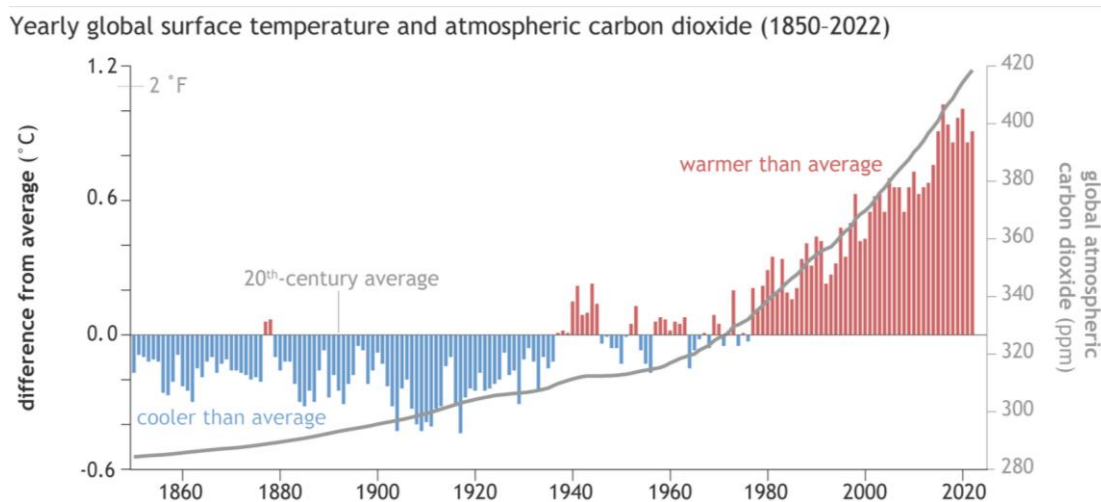 Yearly global surface temperature and atmospheric carbon dioxide (1850-2022)
difference from average (˚C)
1.2
2 ˚F
0.6
0.0
-0.6
20th-century average
cooler than average
warmer than average
420
400
380
360
340
320
300
280
global atmospheric
carbon dioxide (ppm)
1860 1880 1900 1920 1940 1960 1980 2000 2020